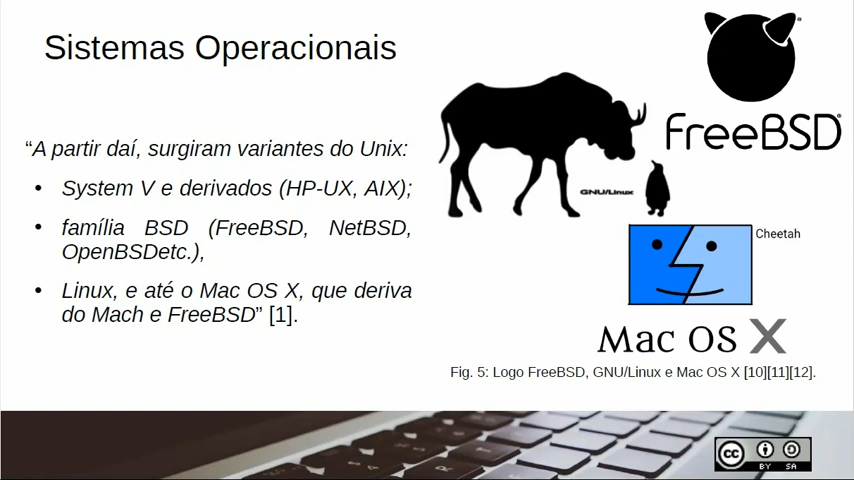 Sistemas Operacionais
“A partir daí, surgiram variantes do Unix:
• System V e derivados (HP-UX, AIX);
• família BSD (FreeBSD, NetBSD,
OpenBSDetc.),
• Linux, e até o Mac OS X, que deriva
do Mach e FreeBSD” [1].
FreeBSD®
GNU/Linux
Cheetah
Mac OS X
Fig. 5: Logo FreeBSD, GNU/Linux e Mac OS X [10][11][12].
cc
BY SA